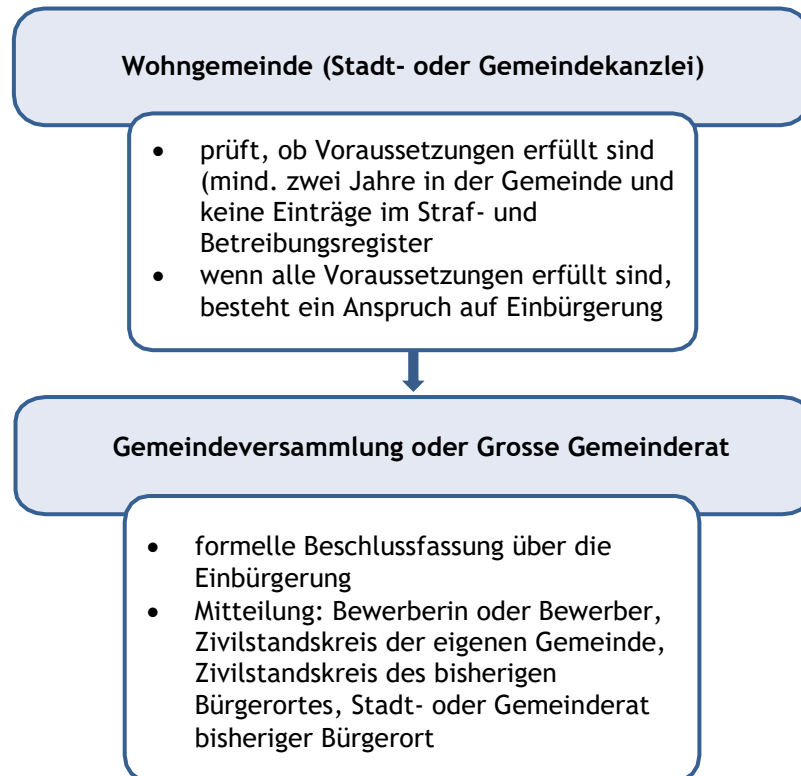 Wohngemeinde (Stadt- oder Gemeindekanzlei)
• prüft, ob Voraussetzungen erfüllt sind
(mind. zwei Jahre in der Gemeinde und
keine Einträge im Straf- und
Betreibungsregister
• wenn alle Voraussetzungen erfüllt sind,
besteht ein Anspruch auf Einbürgerung
Gemeindeversammlung oder Grosse Gemeinderat
• formelle Beschlussfassung über die
Einbürgerung
• Mitteilung: Bewerberin oder Bewerber,
Zivilstandskreis der eigenen Gemeinde,
Zivilstandskreis des bisherigen
Bürgerortes, Stadt- oder Gemeinderat
bisheriger Bürgerort